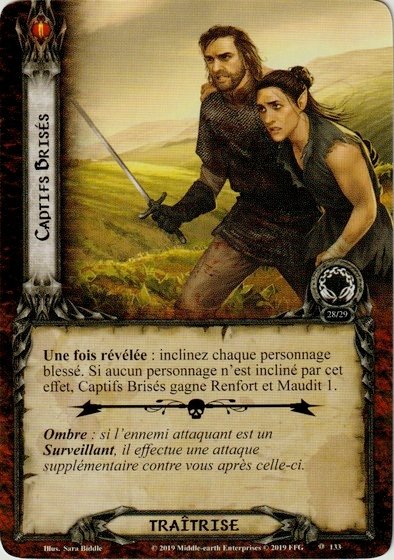 CAPTIFS BRISÉS
28/29
Une fois révélée : inclinez chaque personnage
blessé. Si aucun personnage n'est incliné par cet
effet, Captifs Brisés gagne Renfort et Maudit 1.
Ombre : si l'ennemi attaquant est un
Surveillant, il effectue une attaque
supplémentaire contre vous après celle-ci.
TRAÎTRISE
Illus. Sara Biddle © 2019 Middle-earth Enterprises © 2019 FFG 133